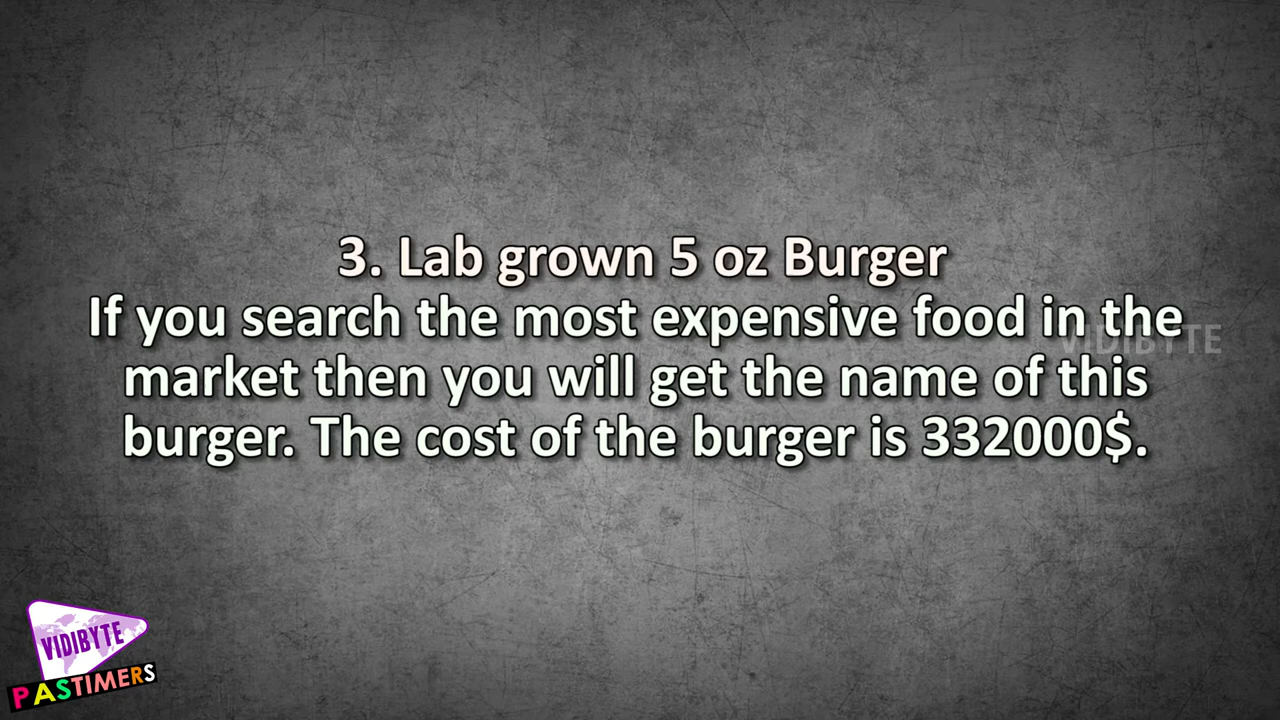 3. Lab grown 5 oz Burger
If you search the most expensive food in the
market then you will get the name of this
burger. The cost of the burger is 332000$.
VIDIBYTE
VIDIBYTE
PASTIMERS